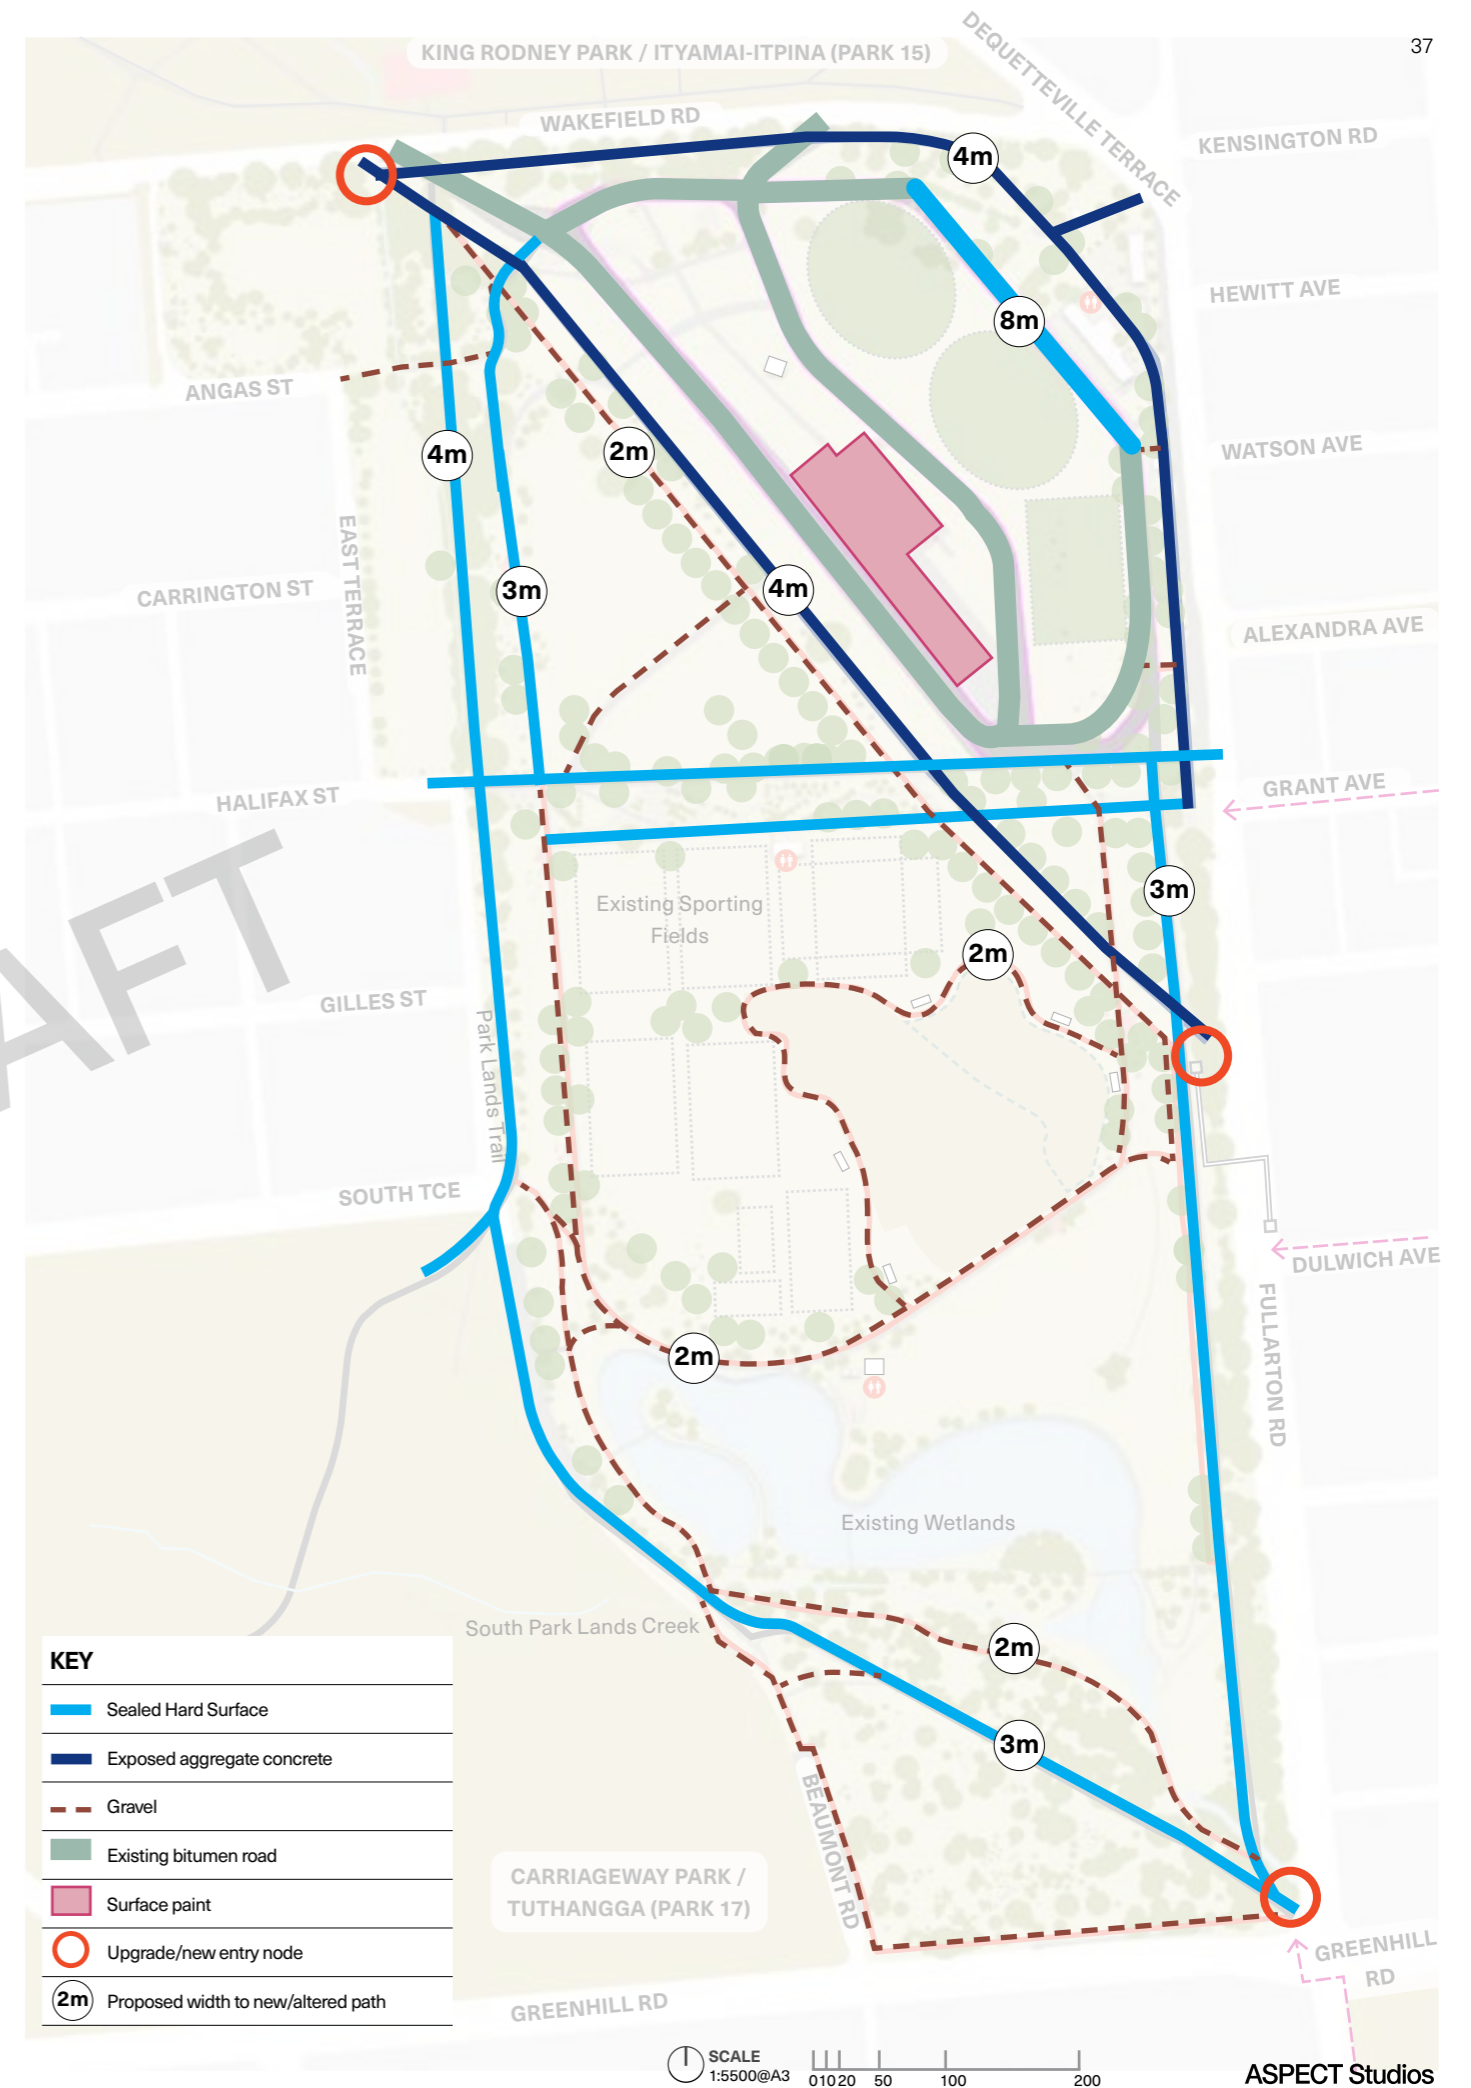 37
KING RODNEY PARK / ITYAMAI-ITPINA (PARK 15)
DEQUETTEVILLE TERRACE
WAKEFIELD RD
KENSINGTON RD
4m
HEWITT AVE
8m
ANGAS ST
WATSON AVE
4m
2m
EAST TERRACE
CARRINGTON ST
3m
4m
ALEXANDRA AVE
HALIFAX ST
GRANT AVE
AFT
3m
Existing Sporting
Fields
2m
GILLES ST
Park Lands Trail
SOUTH TCE
DULWICH AVE
FULLARTON RD
2m
Existing Wetlands
South Park Lands Creek
2m
3m
BEAUMONT RD
CARRIAGEWAY PARK /
TUTHANGGA (PARK 17)
GREENHILL
RD
GREENHILL RD
KEY
Sealed Hard Surface
Exposed aggregate concrete
Gravel
Existing bitumen road
Surface paint
Upgrade/new entry node
2m Proposed width to new/altered path
SCALE
1:5500@A3
0 10 20 50 100 200
ASPECT Studios